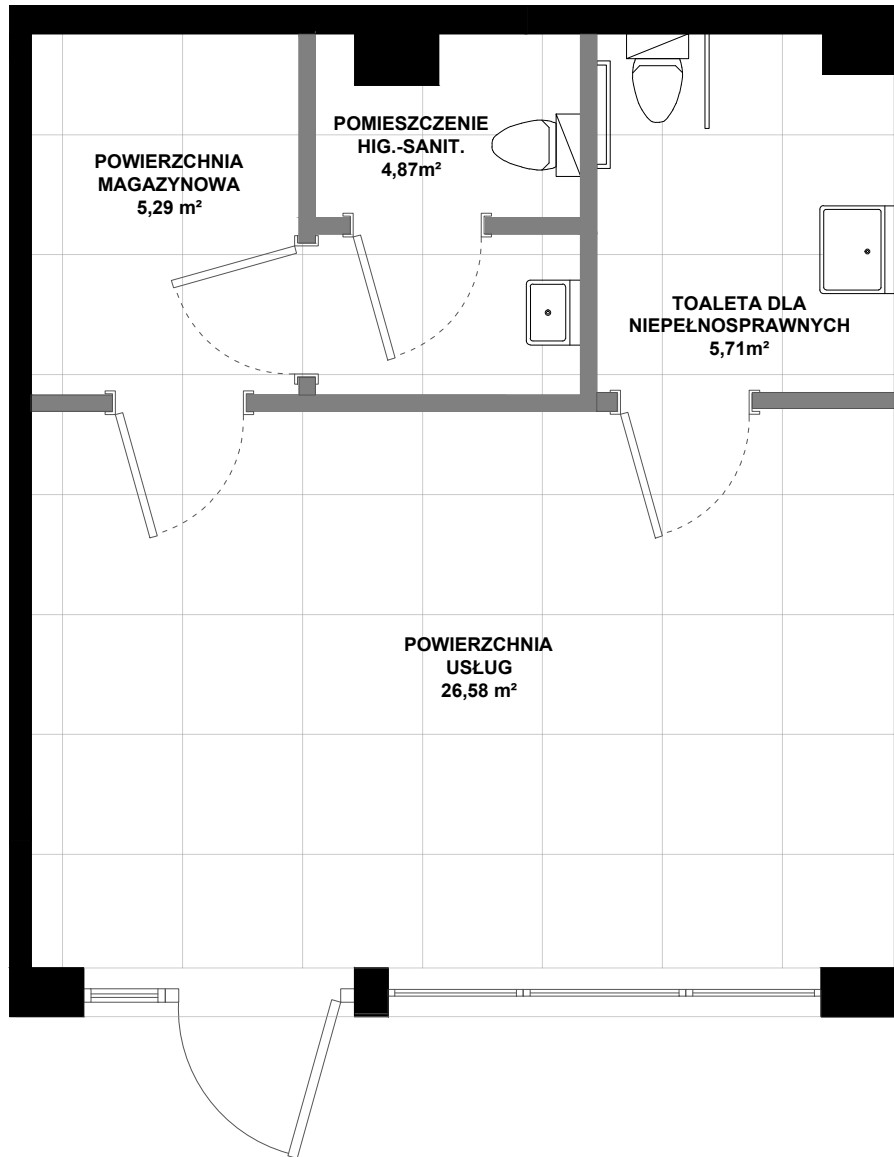 POMIESZCZENIE
HIG.-SANIT.
4,87m²
POWIERZCHNIA
MAGAZYNOWA
5,29 m²
TOALETA DLA
NIEPEŁNOSPRAWNYCH
5,71m²
POWIERZCHNIA
USŁUG
26,58 m²